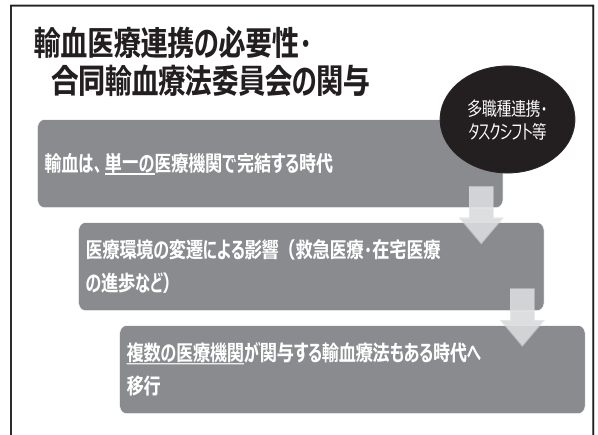 輸血医療連携の必要性・
合同輸血療法委員会の関与
多職種連携・
タスクシフト等
輸血は、単一の医療機関で完結する時代
医療環境の変遷による影響（救急医療・在宅医療
の進歩など）
複数の医療機関が関与する輸血療法もある時代へ
移行